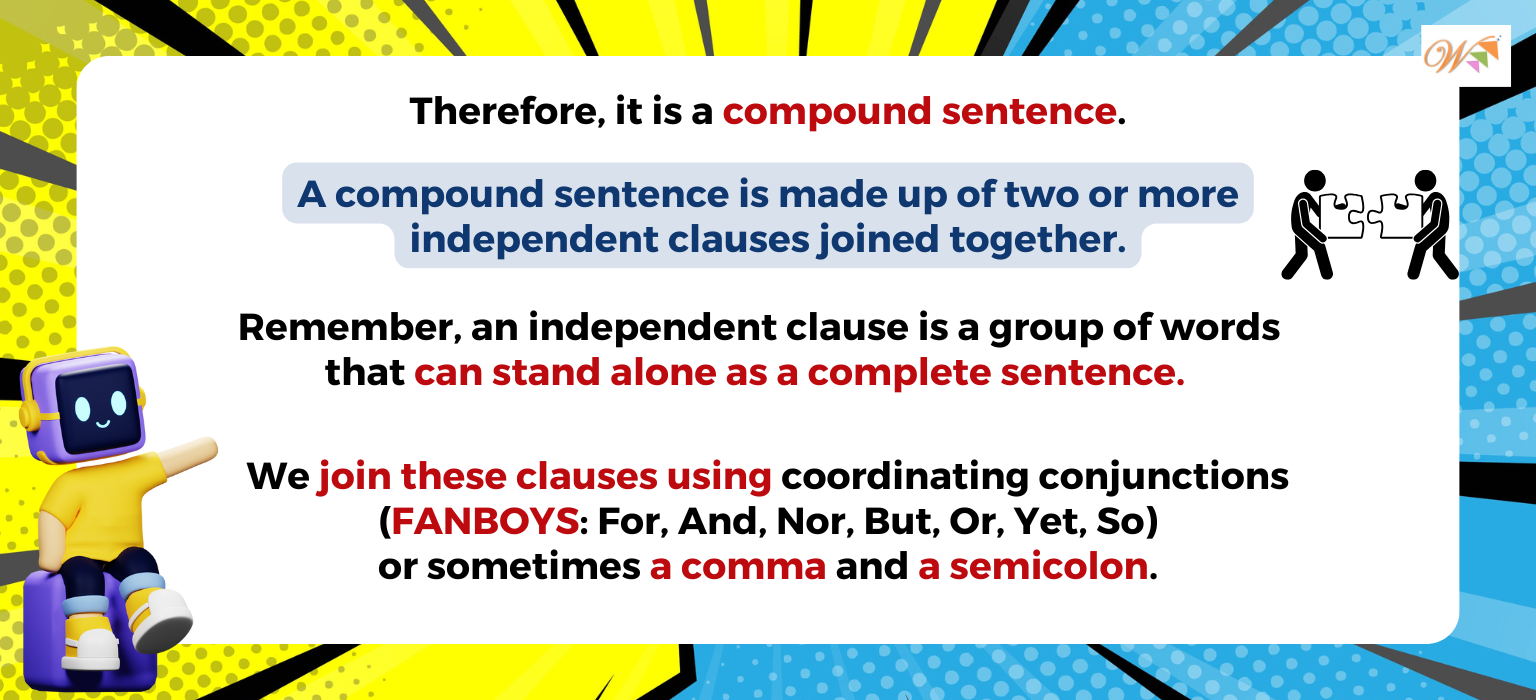 Therefore, it is a compound sentence.
A compound sentence is made up of two or more
independent clauses joined together.
Remember, an independent clause is a group of words
that can stand alone as a complete sentence.
We join these clauses using coordinating conjunctions
(FANBOYS: For, And, Nor, But, Or, Yet, So)
or sometimes a comma and a semicolon.
W